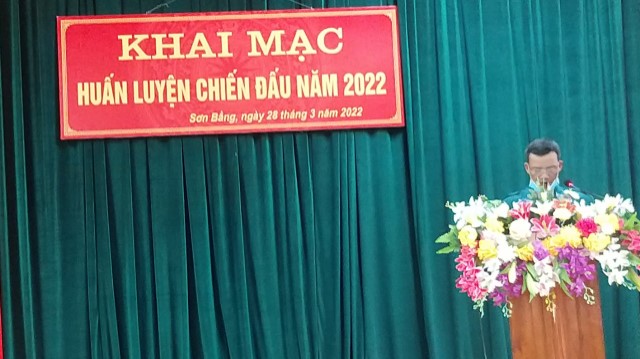 KHAI MẠC
HUẤN LUYỆN CHIẾN ĐẤU NĂM 2022
Sơn Bằng, ngày 28 tháng 3 năm 2022